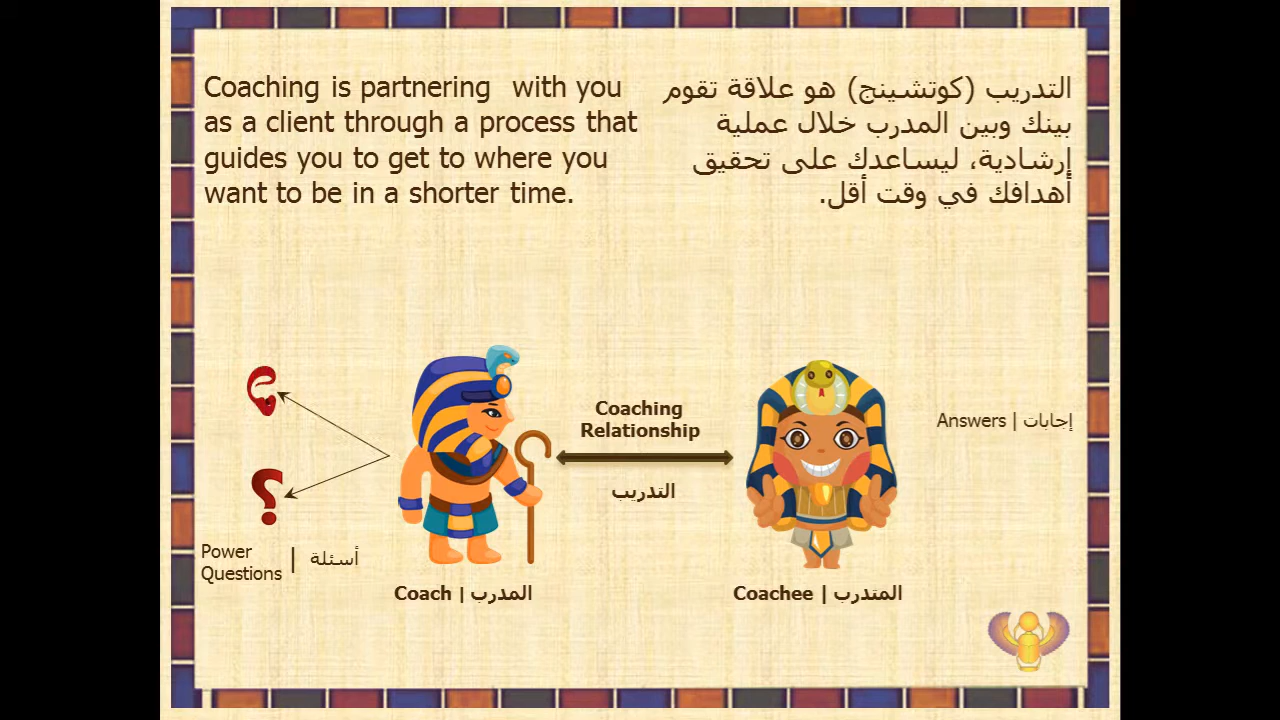 Coaching is partnering with you
as a client through a process that
guides you to get to where you
want to be in a shorter time.
التدريب (كوتشينج) هو علاقة تقوم
بينك وبين المدرب خلال عملية
إرشادية، ليساعدك على تحقيق
أهدافك في وقت أقل.
Coaching
Relationship
التدريب
Answers | إجابات
؟
Power
Questions | أسئلة
Coach | المدرب
Coachee | المتدرب